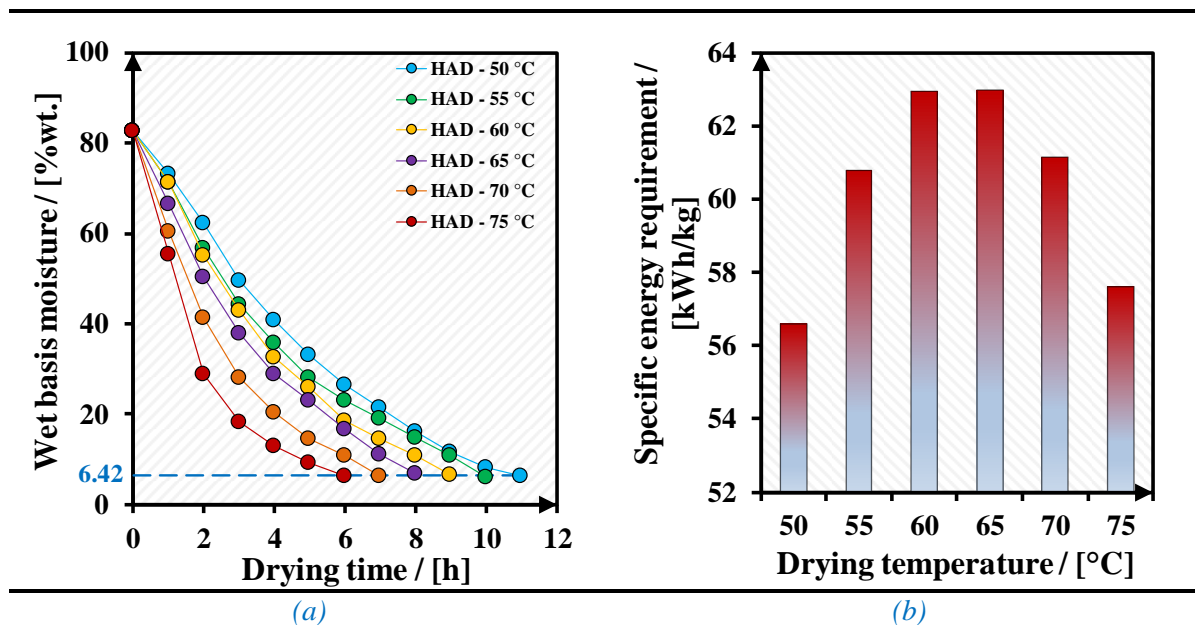 Wet basis moisture / [%wt.]
100
80
60
40
20
6.42
0
0 2 4 6 8 10 12
Drying time / [h]
HAD - 50 °C
HAD - 55 °C
HAD - 60 °C
HAD - 65 °C
HAD - 70 °C
HAD - 75 °C
(a)
Specific energy requirement /
[kWh/kg]
64
62
60
58
56
54
52
50 55 60 65 70 75
Drying temperature / [°C]
(b)